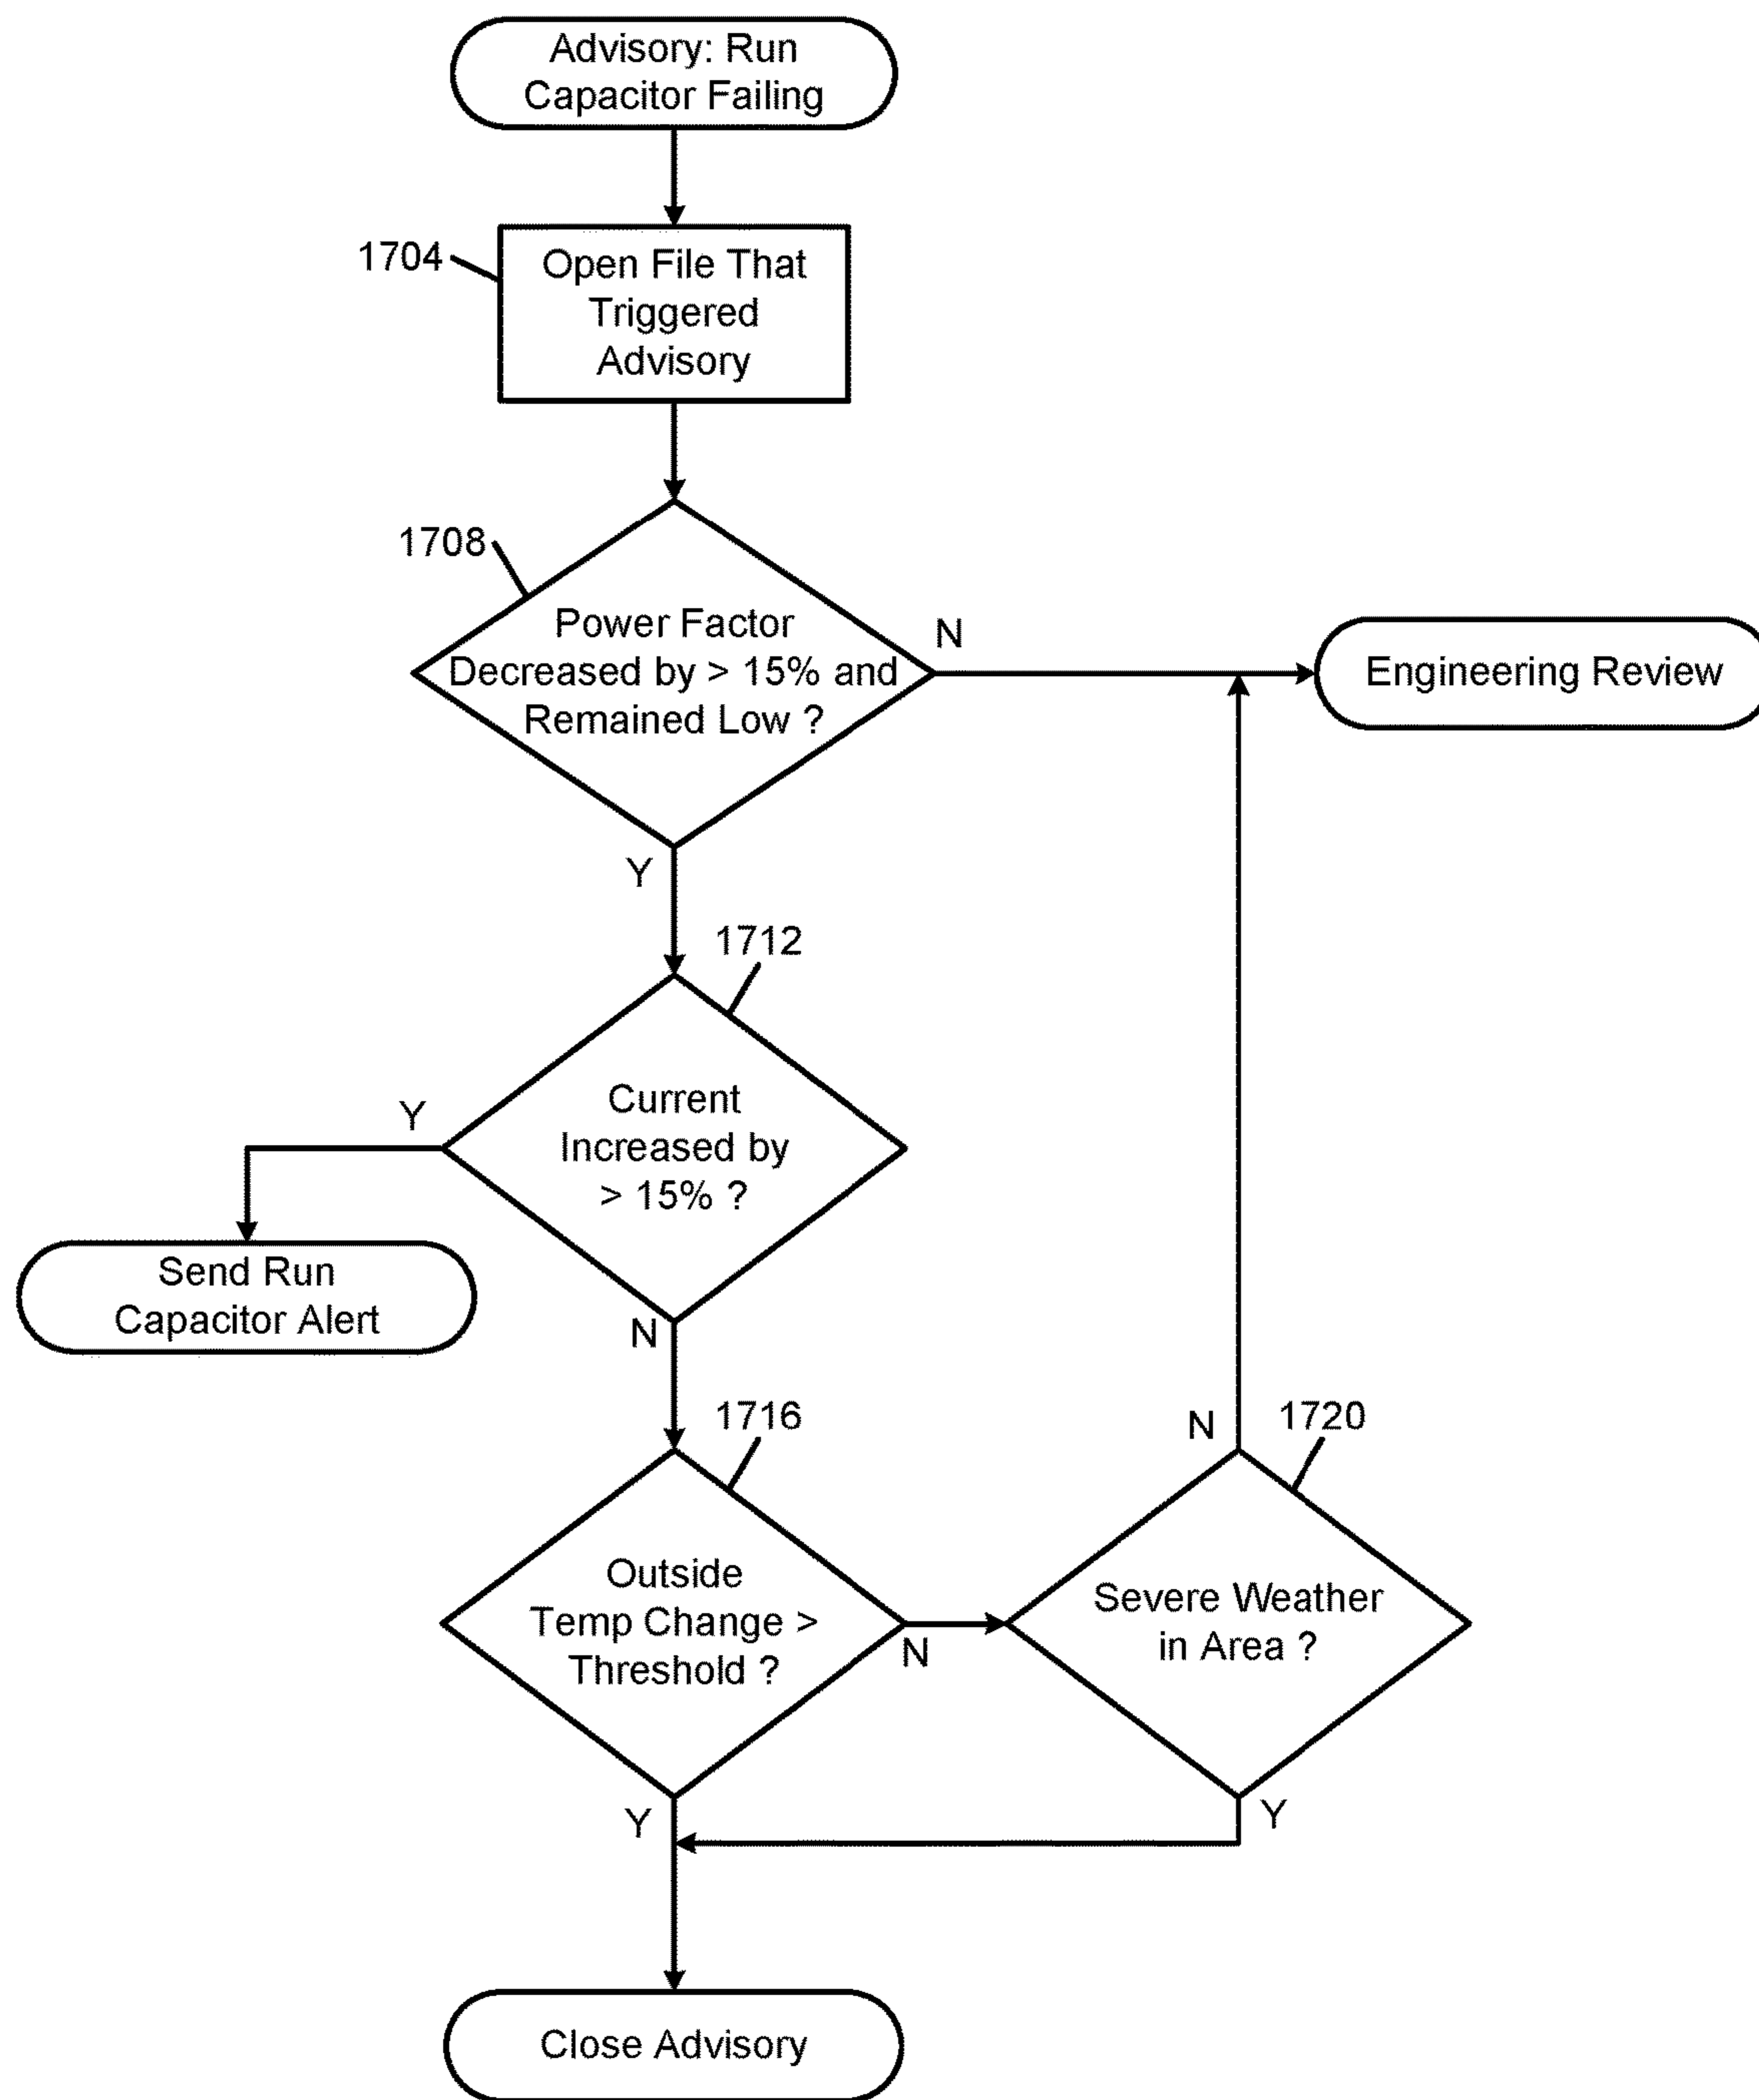 Advisory: Run
Capacitor Failing
1704
Open File That
Triggered
Advisory
1708
Power Factor
Decreased by > 15% and
Remained Low ?
N
Engineering Review
Y
1712
Current
Increased by
> 15% ?
Y
Send Run
Capacitor Alert
N
1716
Outside
Temp Change >
Threshold ?
N
1720
N
Severe Weather
in Area ?
Y
Y
Close Advisory